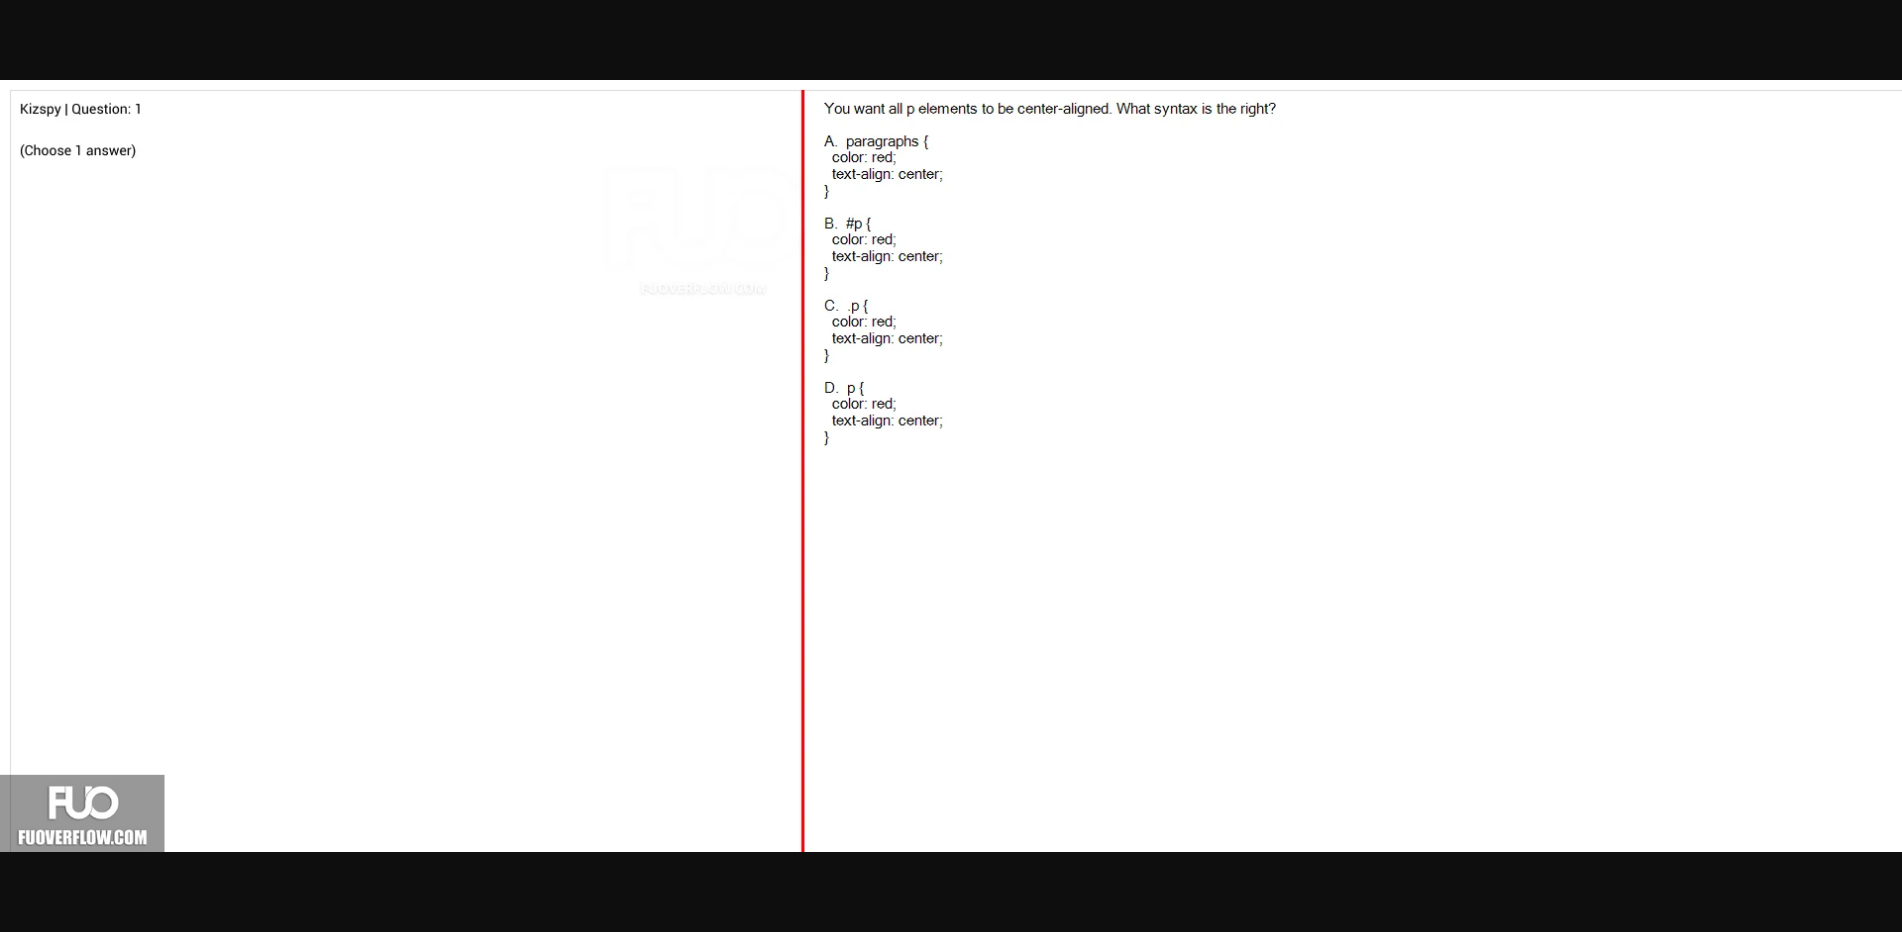 Kizspy | Question: 1
(Choose 1 answer)
FUO
FUOVERFLOW.COM
You want all p elements to be center-aligned. What syntax is the right?
A. paragraphs {
color: red;
text-align: center;
}
B. #p {
color: red;
text-align: center;
}
C. .p {
color: red;
text-align: center;
}
D. p {
color: red;
text-align: center;
}
FUO
FUOVERFLOW.COM